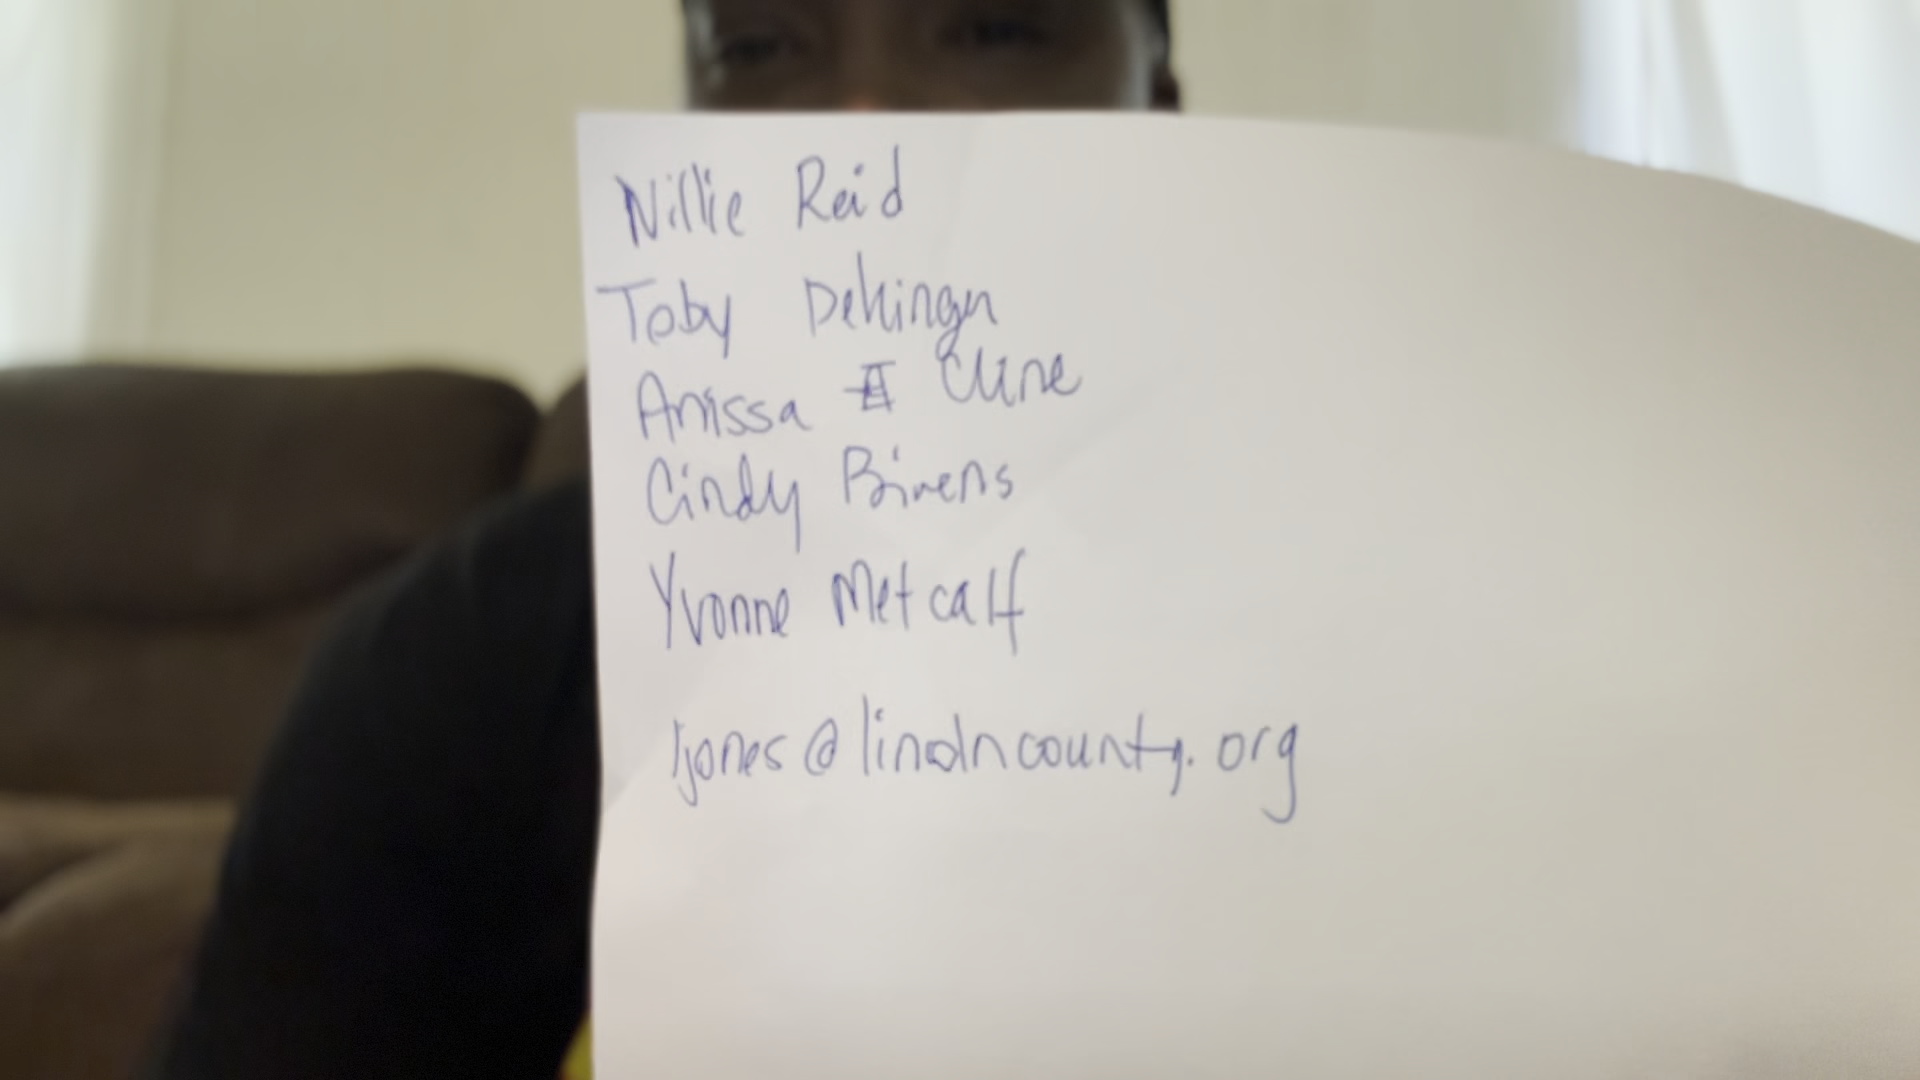 Nillie Reid
Toby
Anissa Cline
Cindy Bivens
Yvonne Metcalf
ljones@lincolncounty.org